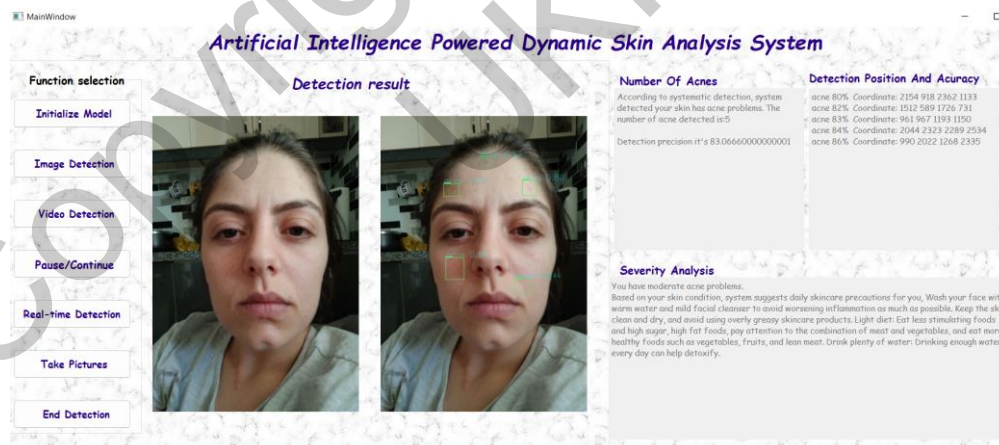 MainWindow
Artificial Intelligence Powered Dynamic Skin Analysis System
Function selection
Initialize Model
Image Detection
Video Detection
Pause/Continue
Real-time Detection
Take Pictures
End Detection
Detection result
Number Of Acnes
According to systematic detection, system
detected your skin has acne problems. The
number of acne detected is:5
Detection precision it's 83.06660000000001
Detection Position And Acuracy
acne 80% Coordinate: 2154 918 2362 1133
acne 82% Coordinate: 1512 589 1726 731
acne 83% Coordinate: 961 967 1193 1150
acne 84% Coordinate: 2044 2323 2289 2534
acne 86% Coordinate: 990 2022 1268 2335
Severity Analysis
You have moderate acne problems.
Based on your skin condition, system suggests daily skincare precautions for you, Wash your face wit
warm water and mild facial cleanser to avoid worsening inflammation as much as possible. Keep the sk
clean and dry, and avoid using overly greasy skincare products. Light diet: Eat less stimulating foods
and high sugar, high fat foods, pay attention to the combination of meat and vegetables, and eat mor
healthy foods such as vegetables, fruits, and lean meat. Drink plenty of water: Drinking enough wate
every day can help detoxify.
Copyrigh